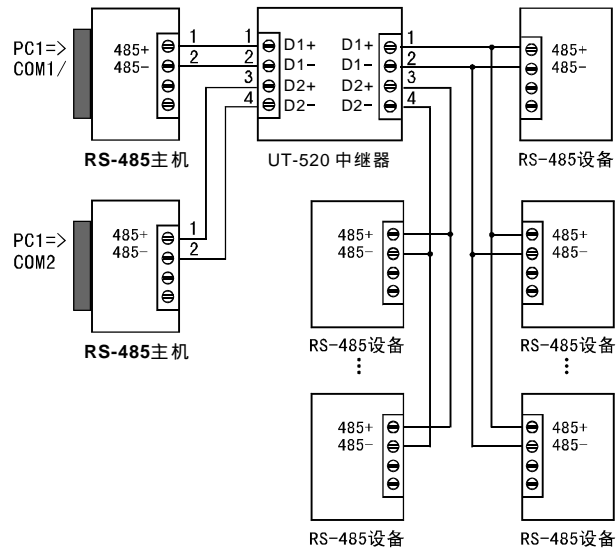 PC1=>
COM1/
485+
485-
1
2
RS-485主机
1
2
3
4
D1+ D1+
D1- D1-
D2+ D2+
D2- D2-
1
2
3
4
UT-520 中继器
485+
485-
RS-485设备
PC1=>
COM2
485+
485-
1
2
RS-485主机
485+
485-
RS-485设备
485+
485-
RS-485设备
⋮
⋮
485+
485-
RS-485设备
485+
485-
RS-485设备